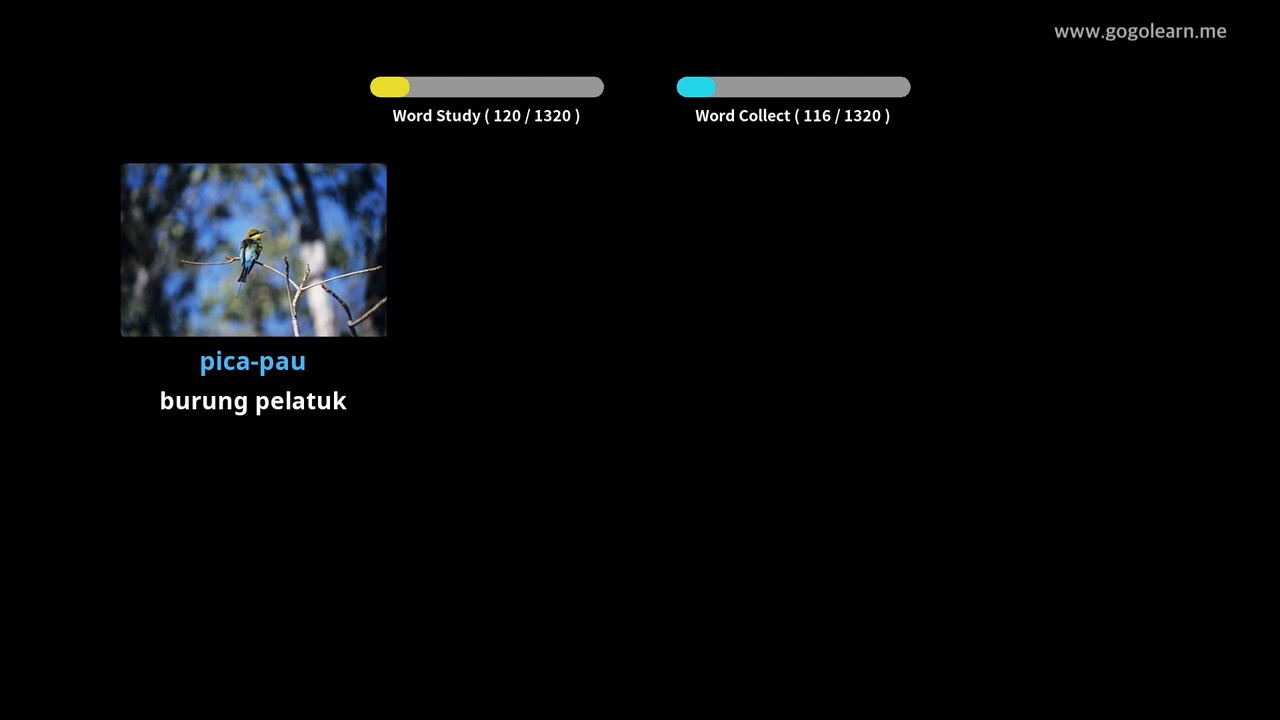 www.gogolearn.me
Word Study ( 120 / 1320 )
Word Collect ( 116 / 1320 )
pica-pau
burung pelatuk